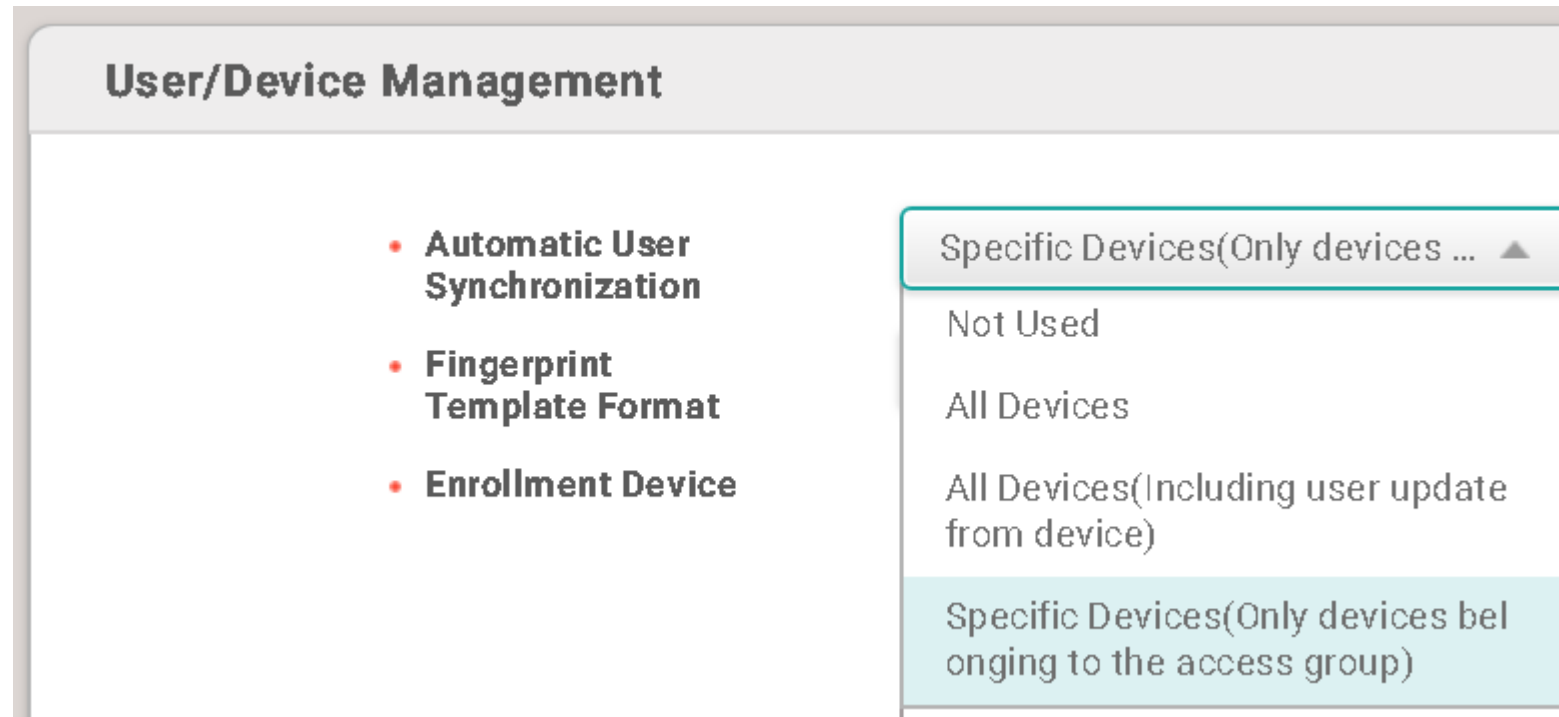 User/Device Management
Automatic User
Synchronization
Specific Devices(Only devices ...
Not Used
Fingerprint
Template Format
All Devices
Enrollment Device
All Devices(Including user update
from device)
Specific Devices(Only devices bel
onging to the access group)